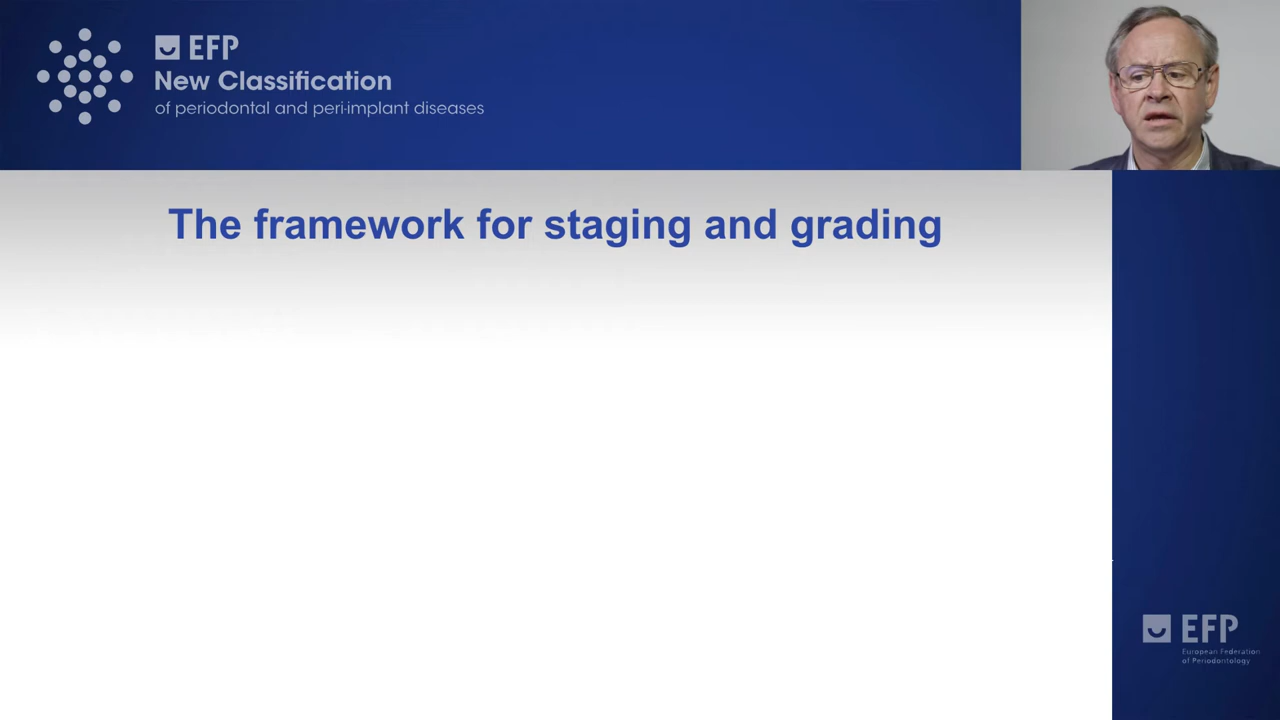 EFP
New Classification
of periodontal and peri-implant diseases
The framework for staging and grading
EFP
European Federation
of Periodontology